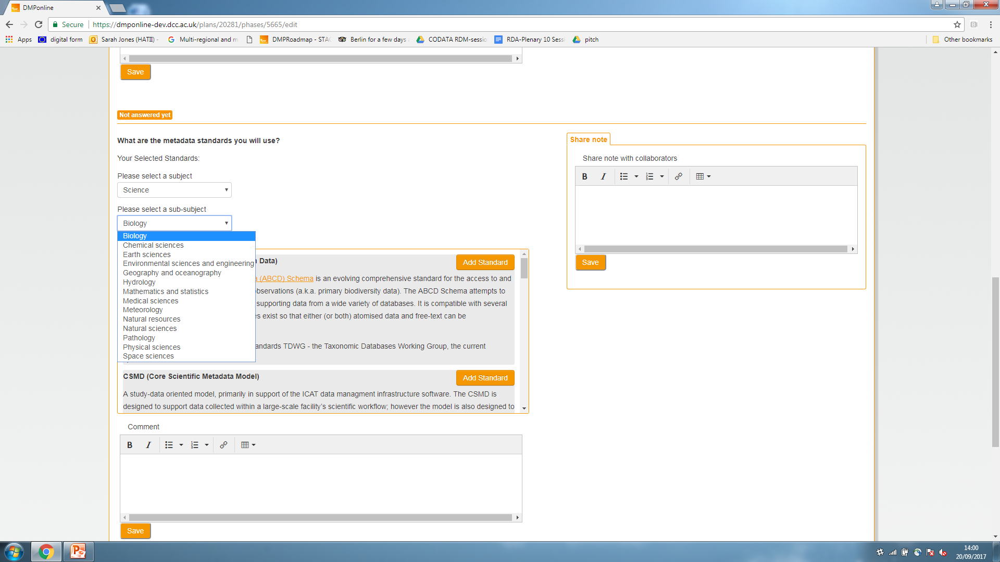 DMPonline
Secure
https://dmponline-dev.dcc.ac.uk/plans/20281/phases/5665/edit
Apps
digital form
Sarah Jones (HATII) -
Multi-regional and m
DMPRoadmap - STA
Berlin for a few days
CODATA RDM-sessio
RDA-Plenary 10 Sess
pitch
Other bookmarks
Save
Not answered yet
What are the metadata standards you will use?
Your Selected Standards:
Please select a subject
Science
Please select a sub-subject
Biology
Biology
Chemical sciences
Earth sciences
Environmental sciences and engineering
Geography and oceanography
Hydrology
Mathematics and statistics
Medical sciences
Meteorology
Natural resources
Natural sciences
Pathology
Physical sciences
Space sciences
Data)
Add Standard
(ABCD) Schema is an evolving comprehensive standard for the access to and
observations (a.k.a. primary biodiversity data). The ABCD Schema attempts to
supporting data from a wide variety of databases. It is compatible with several
exist so that either (or both) atomised data and free-text can be
andards TDWG - the Taxonomic Databases Working Group, the current
CSMD (Core Scientific Metadata Model)
Add Standard
A study-data oriented model, primarily in support of the ICAT data managment infrastructure software. The CSMD is
designed to support data collected within a large-scale facility's scientific workflow; however the model is also designed to
Comment
B I
Save
Share note
Share note with collaborators
B I
Save
14:00
20/09/2017